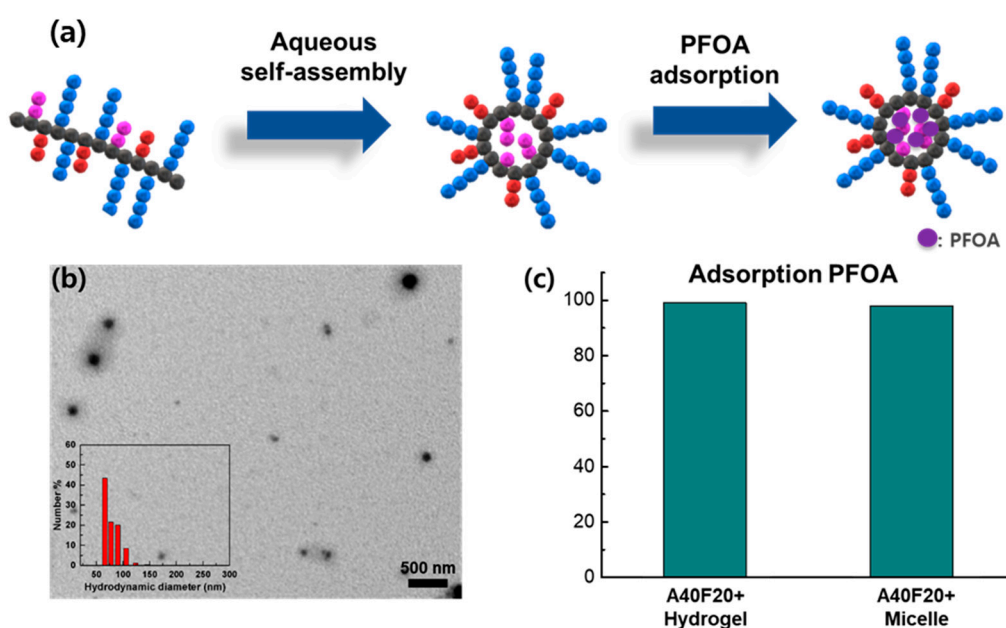 (a)
Aqueous
self-assembly
PFOA
adsorption
: PFOA
(b)
60
50
40
30
20
10
0
Number %
50 100 150 200 250 300
Hydrodynamic diameter (nm)
500 nm
(c)
Adsorption PFOA
100
80
60
40
20
0
A40F20+
Hydrogel
A40F20+
Micelle